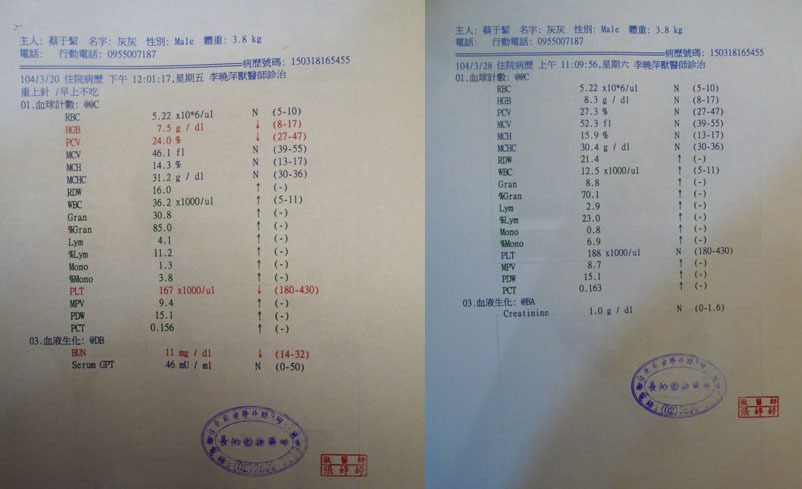 主人: 蔡于鬃 名字: 灰灰 性別: Male 體重: 3.8 kg
電話: 行動電話: 0955007187
病歷號碼: 150318165455
104/3/20 住院病歷 下午 12:01:17,星期五 李曉萍獸醫師診治
重上針 /早上不吃
01.血球計數: @@C
RBC 5.22 x10*6/ul N (5-10)
HGB 7.5 g / dl ↓ (8-17)
PCV 24.0 % ↓ (27-47)
MCV 46.1 fl N (39-55)
MCH 14.3 % N (13-17)
MCHC 31.2 g / dl N (30-36)
RDW 16.0 ↑ (-)
WBC 36.2 x1000/ul ↑ (5-11)
Gran 30.8 ↑ (-)
%Gran 85.0 ↑ (-)
Lym 4.1 ↑ (-)
%Lym 11.2 ↑ (-)
Mono 1.3 ↑ (-)
%Mono 3.8 ↑ (-)
PLT 167 x1000/ul ↓ (180-430)
MPV 9.4 ↑ (-)
PDW 15.1 ↑ (-)
PCT 0.156 ↑ (-)
03.血液生化: @DB
BUN 11 mg / dl ↓ (14-32)
Serum GPT 46 mU / ml N (0-50)
獸醫師
張婷婷
主人: 蔡于鬃 名字: 灰灰 性別: Male 體重: 3.8 kg
電話: 行動電話: 0955007187
病歷號碼: 150318165455
104/3/28 住院病歷 上午 11:09:56,星期六 李曉萍獸醫師診治
01.血球計數: @@C
RBC 5.22 x10*6/ul N (5-10)
HGB 8.3 g / dl N (8-17)
PCV 27.3 % N (27-47)
MCV 52.3 fl N (39-55)
MCH 15.9 % N (13-17)
MCHC 30.4 g / dl N (30-36)
RDW 21.4 ↑ (-)
WBC 12.5 x1000/ul ↑ (5-11)
Gran 8.8 ↑ (-)
%Gran 70.1 ↑ (-)
Lym 2.9 ↑ (-)
%Lym 23.0 ↑ (-)
Mono 0.8 ↑ (-)
%Mono 6.9 ↑ (-)
PLT 188 x1000/ul N (180-430)
MPV 8.7 ↑ (-)
PDW 15.1 ↑ (-)
PCT 0.163 ↑ (-)
03.血液生化: @BA
Creatinine 1.0 g / dl N (0-1.6)
獸醫師
張婷婷